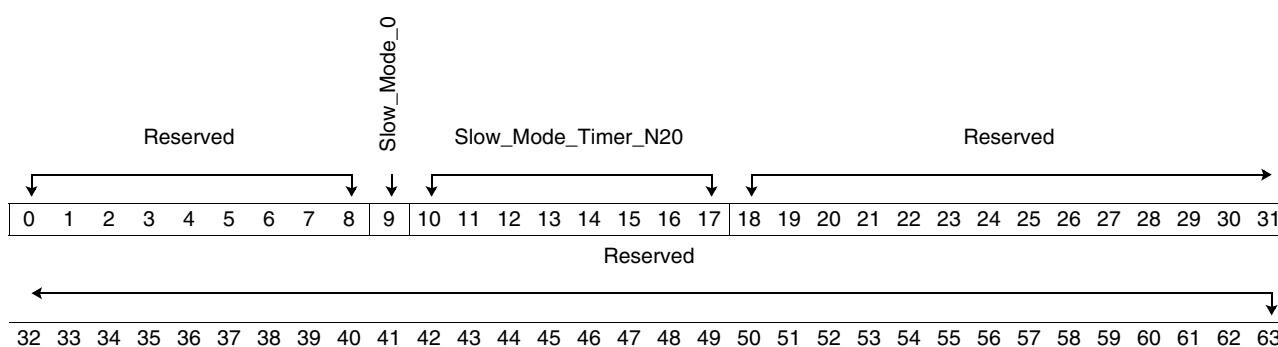 Slow_Mode_0
Reserved Slow_Mode_Timer_N20 Reserved
0 1 2 3 4 5 6 7 8 9 10 11 12 13 14 15 16 17 18 19 20 21 22 23 24 25 26 27 28 29 30 31
Reserved
32 33 34 35 36 37 38 39 40 41 42 43 44 45 46 47 48 49 50 51 52 53 54 55 56 57 58 59 60 61 62 63